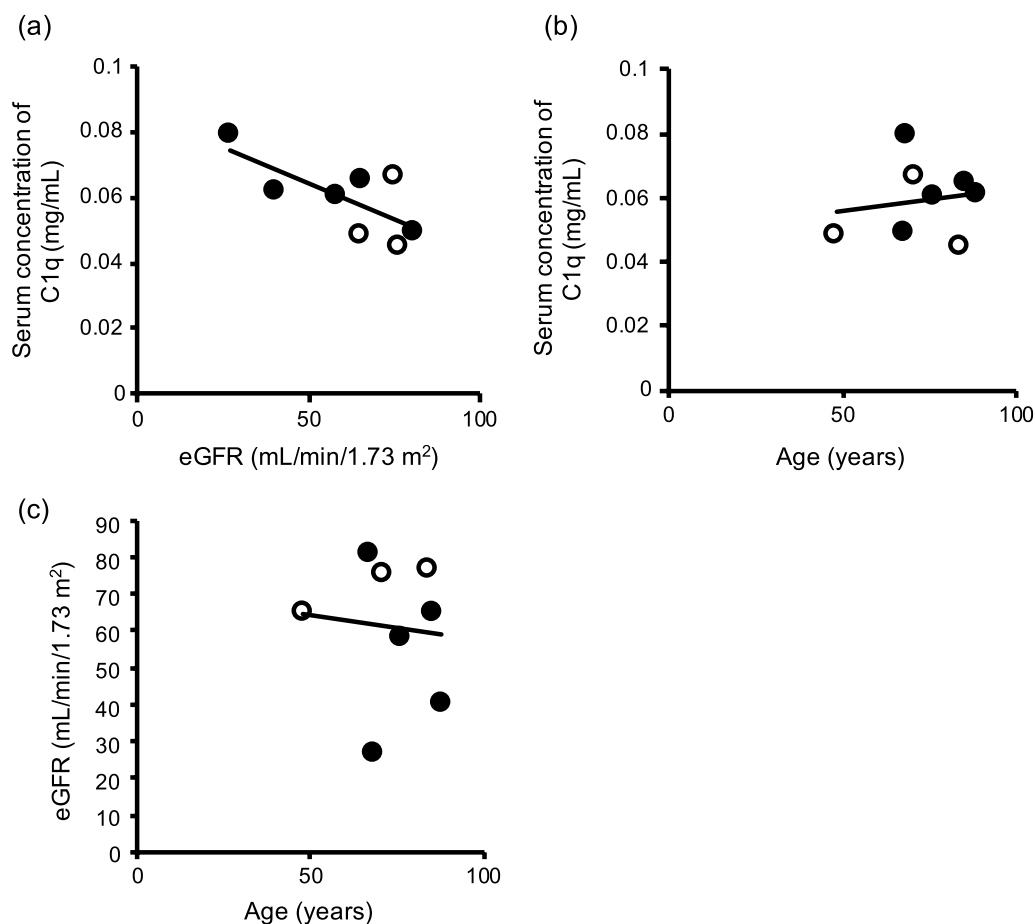 (a)
0.1
0.08
0.06
0.04
0.02
0
0
50
100
Serum concentration of
C1q (mg/mL)
eGFR (mL/min/1.73 m²)
(b)
0.1
0.08
0.06
0.04
0.02
0
0
50
100
Serum concentration of
C1q (mg/mL)
Age (years)
(c)
90
80
70
60
50
40
30
20
10
0
0
50
100
eGFR (mL/min/1.73 m²)
Age (years)